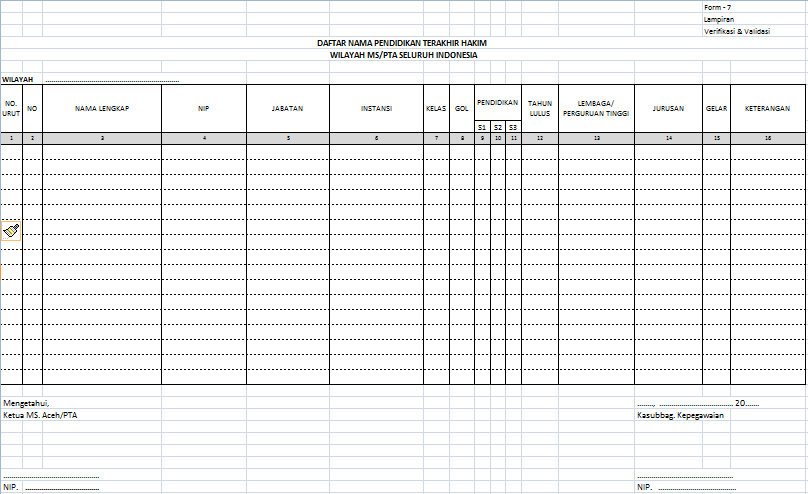 Form - 7
Lampiran
Verifikasi & Validasi
DAFTAR NAMA PENDIDIKAN TERAKHIR HAKIM
WILAYAH MS/PTA SELURUH INDONESIA
WILAYAH ............................................................
NO. URUT NO NAMA LENGKAP NIP JABATAN INSTANSI KELAS GOL PENDIDIKAN TAHUN LULUS LEMBAGA/ PERGURUAN TINGGI JURUSAN GELAR KETERANGAN
S1 S2 S3
1 2 3 4 5 6 7 8 9 10 11 12 13 14 15 16
Mengetahui, ........, ................................... 20.......
Ketua MS. Aceh/PTA Kasubbag. Kepegawaian
............................................. .............................................
NIP. ................................... NIP. ...................................